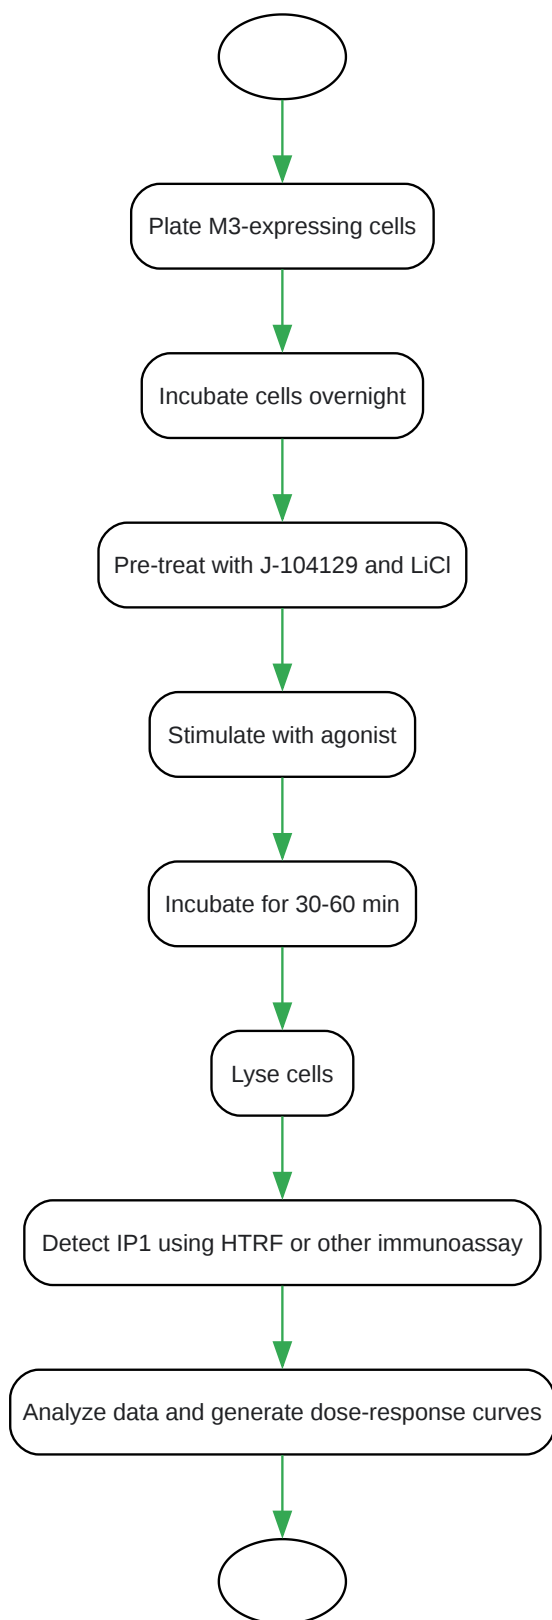 Plate M3-expressing cells
Incubate cells overnight
Pre-treat with J-104129 and LiCl
Stimulate with agonist
Incubate for 30-60 min
Lyse cells
Detect IP1 using HTRF or other immunoassay
Analyze data and generate dose-response curves